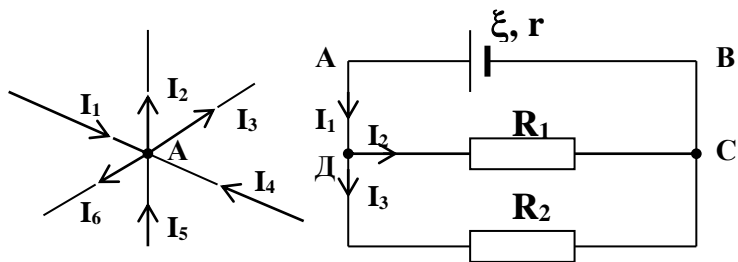 I₁
I₂
I₃
A
I₄
I₅
I₆
ξ, r
А
В
I₁
I₂
R₁
Д
С
I₃
R₂